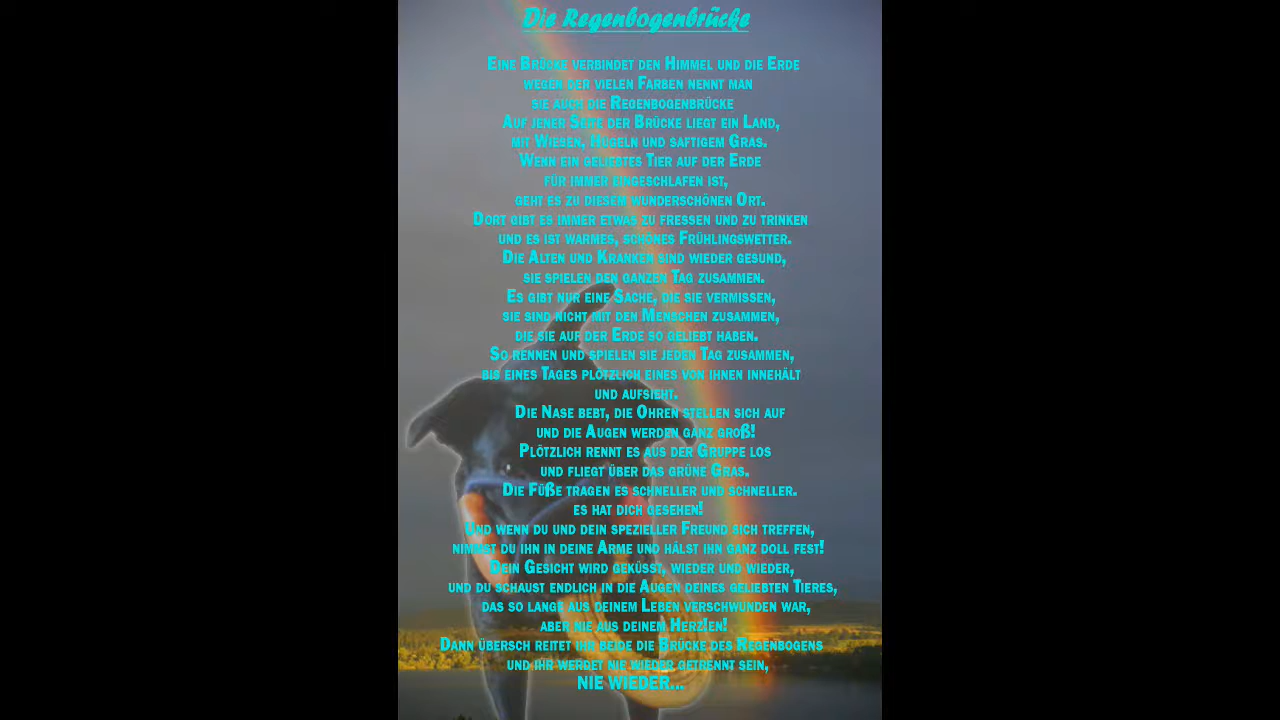 Die Regenbogenbrücke
Eine Brücke verbindet den Himmel und die Erde
wegen der vielen Farben nennt man
sie auch die Regenbogenbrücke
Auf jener Seite der Brücke liegt ein Land,
mit Wiesen, Hügeln und saftigem Gras.
Wenn ein geliebtes Tier auf der Erde
für immer eingeschlafen ist,
geht es zu diesem wunderschönen Ort.
Dort gibt es immer etwas zu fressen und zu trinken
und es ist warmes, schönes Frühlingswetter.
Die Alten und Kranken sind wieder gesund,
sie spielen den ganzen Tag zusammen.
Es gibt nur eine Sache, die sie vermissen,
sie sind nicht mit den Menschen zusammen,
die sie auf der Erde so geliebt haben.
So rennen und spielen sie jeden Tag zusammen,
bis eines Tages plötzlich eines von ihnen innehält
und aufsieht.
Die Nase bebt, die Ohren stellen sich auf
und die Augen werden ganz groß!
Plötzlich rennt es aus der Gruppe los
und fliegt über das grüne Gras.
Die Füße tragen es schneller und schneller.
es hat dich gesehen!
Und wenn du und dein spezieller Freund sich treffen,
nimmst du ihn in deine Arme und hälst ihn ganz doll fest!
Dein Gesicht wird geküsst, wieder und wieder,
und du schaust endlich in die Augen deines geliebten Tieres,
das so lange aus deinem Leben verschwunden war,
aber nie aus deinem Herz!en!
Dann übersch reitet ihr beide die Brücke des Regenbogens
und ihr werdet nie wieder getrennt sein,
NIE WIEDER...